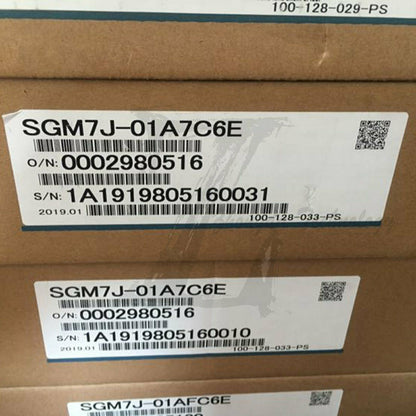 100-128-029-PS
SGM7J-01A7C6E
O/N: 0002980516
S/N: 1A1919805160031
2019.01
100-128-033-PS
SGM7J-01A7C6E
O/N: 0002980516
S/N: 1A1919805160010
2019.01
100-128-033-PS
SGM7J-01AFC6E